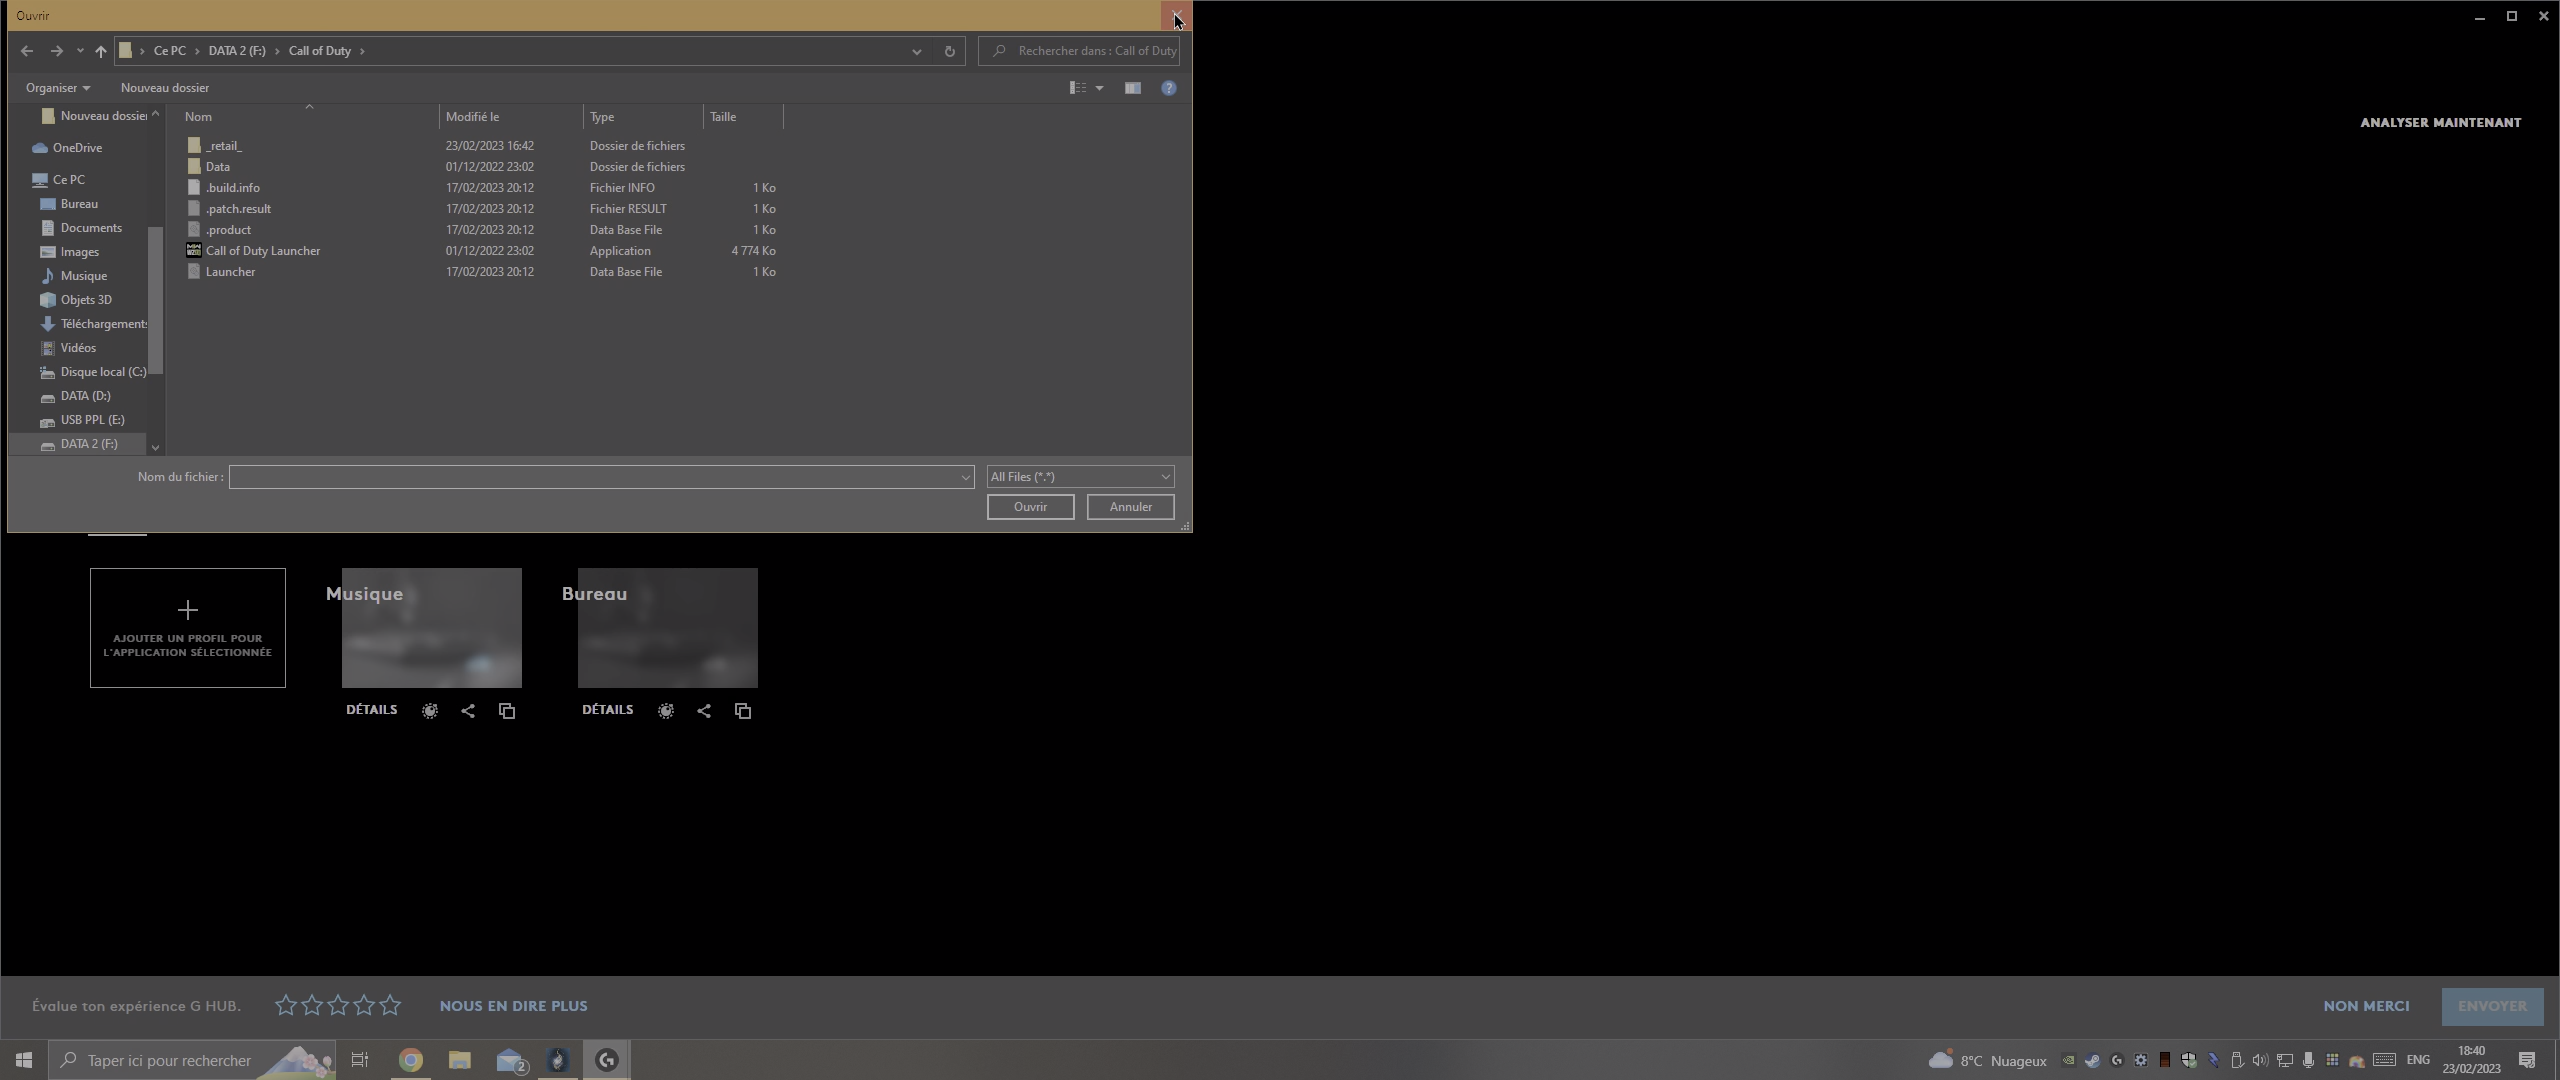 Ouvrir
Ce PC > DATA 2 (F:) > Call of Duty >
Rechercher dans : Call of Duty
Organiser
Nouveau dossier
Nouveau dossier
OneDrive
Ce PC
Bureau
Documents
Images
Musique
Objets 3D
Téléchargements
Vidéos
Disque local (C:)
DATA (D:)
USB PPL (E:)
DATA 2 (F:)
Nom Modifié le Type Taille
_retail_ 23/02/2023 16:42 Dossier de fichiers
Data 01/12/2022 23:02 Dossier de fichiers
.build.info 17/02/2023 20:12 Fichier INFO 1 Ko
.patch.result 17/02/2023 20:12 Fichier RESULT 1 Ko
.product 17/02/2023 20:12 Data Base File 1 Ko
Call of Duty Launcher 01/12/2022 23:02 Application 4 774 Ko
Launcher 17/02/2023 20:12 Data Base File 1 Ko
Nom du fichier :
All Files (*.*)
Ouvrir
Annuler
ANALYSER MAINTENANT
AJOUTER UN PROFIL POUR
L'APPLICATION SÉLECTIONNÉE
Musique
DÉTAILS
Bureau
DÉTAILS
Évalue ton expérience G HUB.
NOUS EN DIRE PLUS
NON MERCI
ENVOYER
Taper ici pour rechercher
2
8°C Nuageux
ENG
18:40
23/02/2023